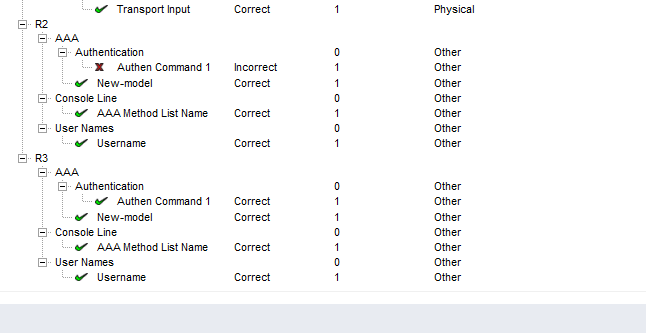 Transport Input Correct 1 Physical
R2
AAA
Authentication 0 Other
Authen Command 1 Incorrect 1 Other
New-model Correct 1 Other
Console Line 0 Other
AAA Method List Name Correct 1 Other
User Names 0 Other
Username Correct 1 Other
R3
AAA
Authentication 0 Other
Authen Command 1 Correct 1 Other
New-model Correct 1 Other
Console Line 0 Other
AAA Method List Name Correct 1 Other
User Names 0 Other
Username Correct 1 Other